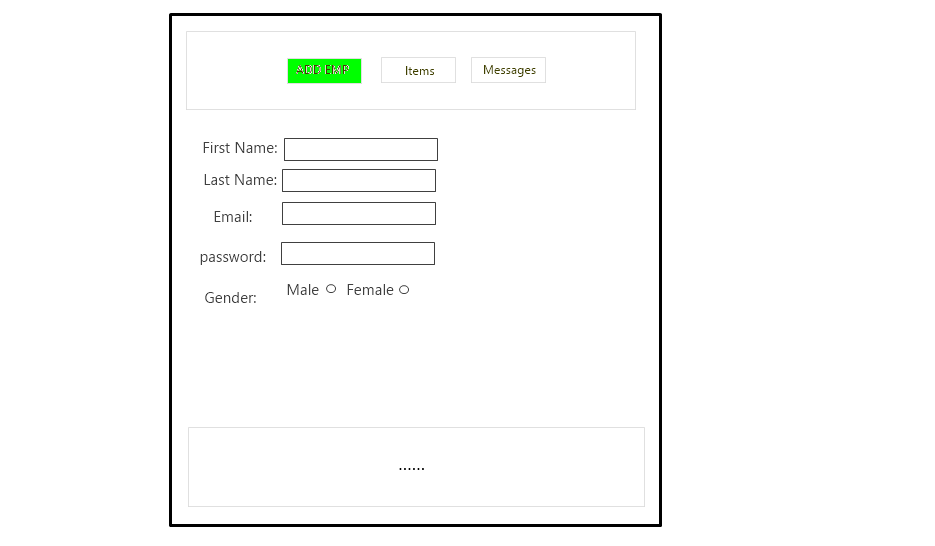 ADD EMP Items Messages
First Name:
Last Name:
Email:
password:
Gender: Male Female
......